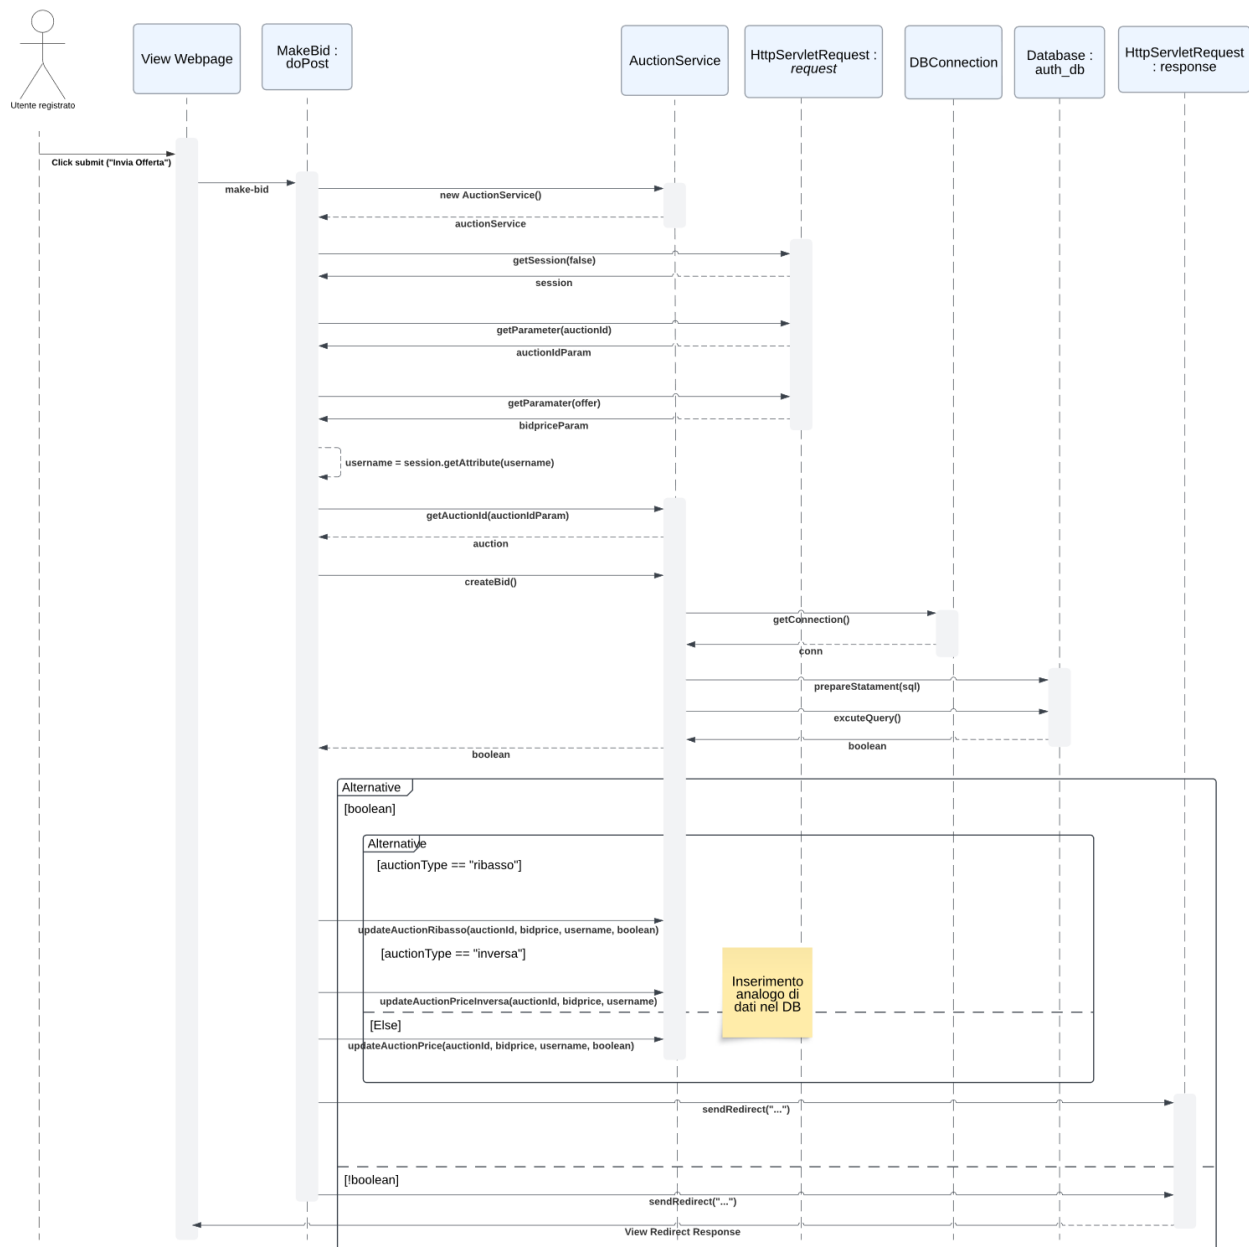 Utente registrato
View Webpage
MakeBid :
doPost
AuctionService
HttpServletRequest :
request
DBConnection
Database :
auth_db
HttpServletRequest
: response
Click submit ("Invia Offerta")
make-bid
new AuctionService()
auctionService
getSession(false)
session
getParameter(auctionId)
auctionIdParam
getParamater(offer)
bidpriceParam
username = session.getAttribute(username)
getAuctionId(auctionIdParam)
auction
createBid()
getConnection()
conn
prepareStatament(sql)
excuteQuery()
boolean
boolean
Alternative
[boolean]
Alternative
[auctionType == "ribasso"]
updateAuctionRibasso(auctionId, bidprice, username, boolean)
[auctionType == "inversa"]
updateAuctionPriceInversa(auctionId, bidprice, username)
Inserimento
analogo di
dati nel DB
[Else]
updateAuctionPrice(auctionId, bidprice, username, boolean)
sendRedirect("...")
[!boolean]
sendRedirect("...")
View Redirect Response